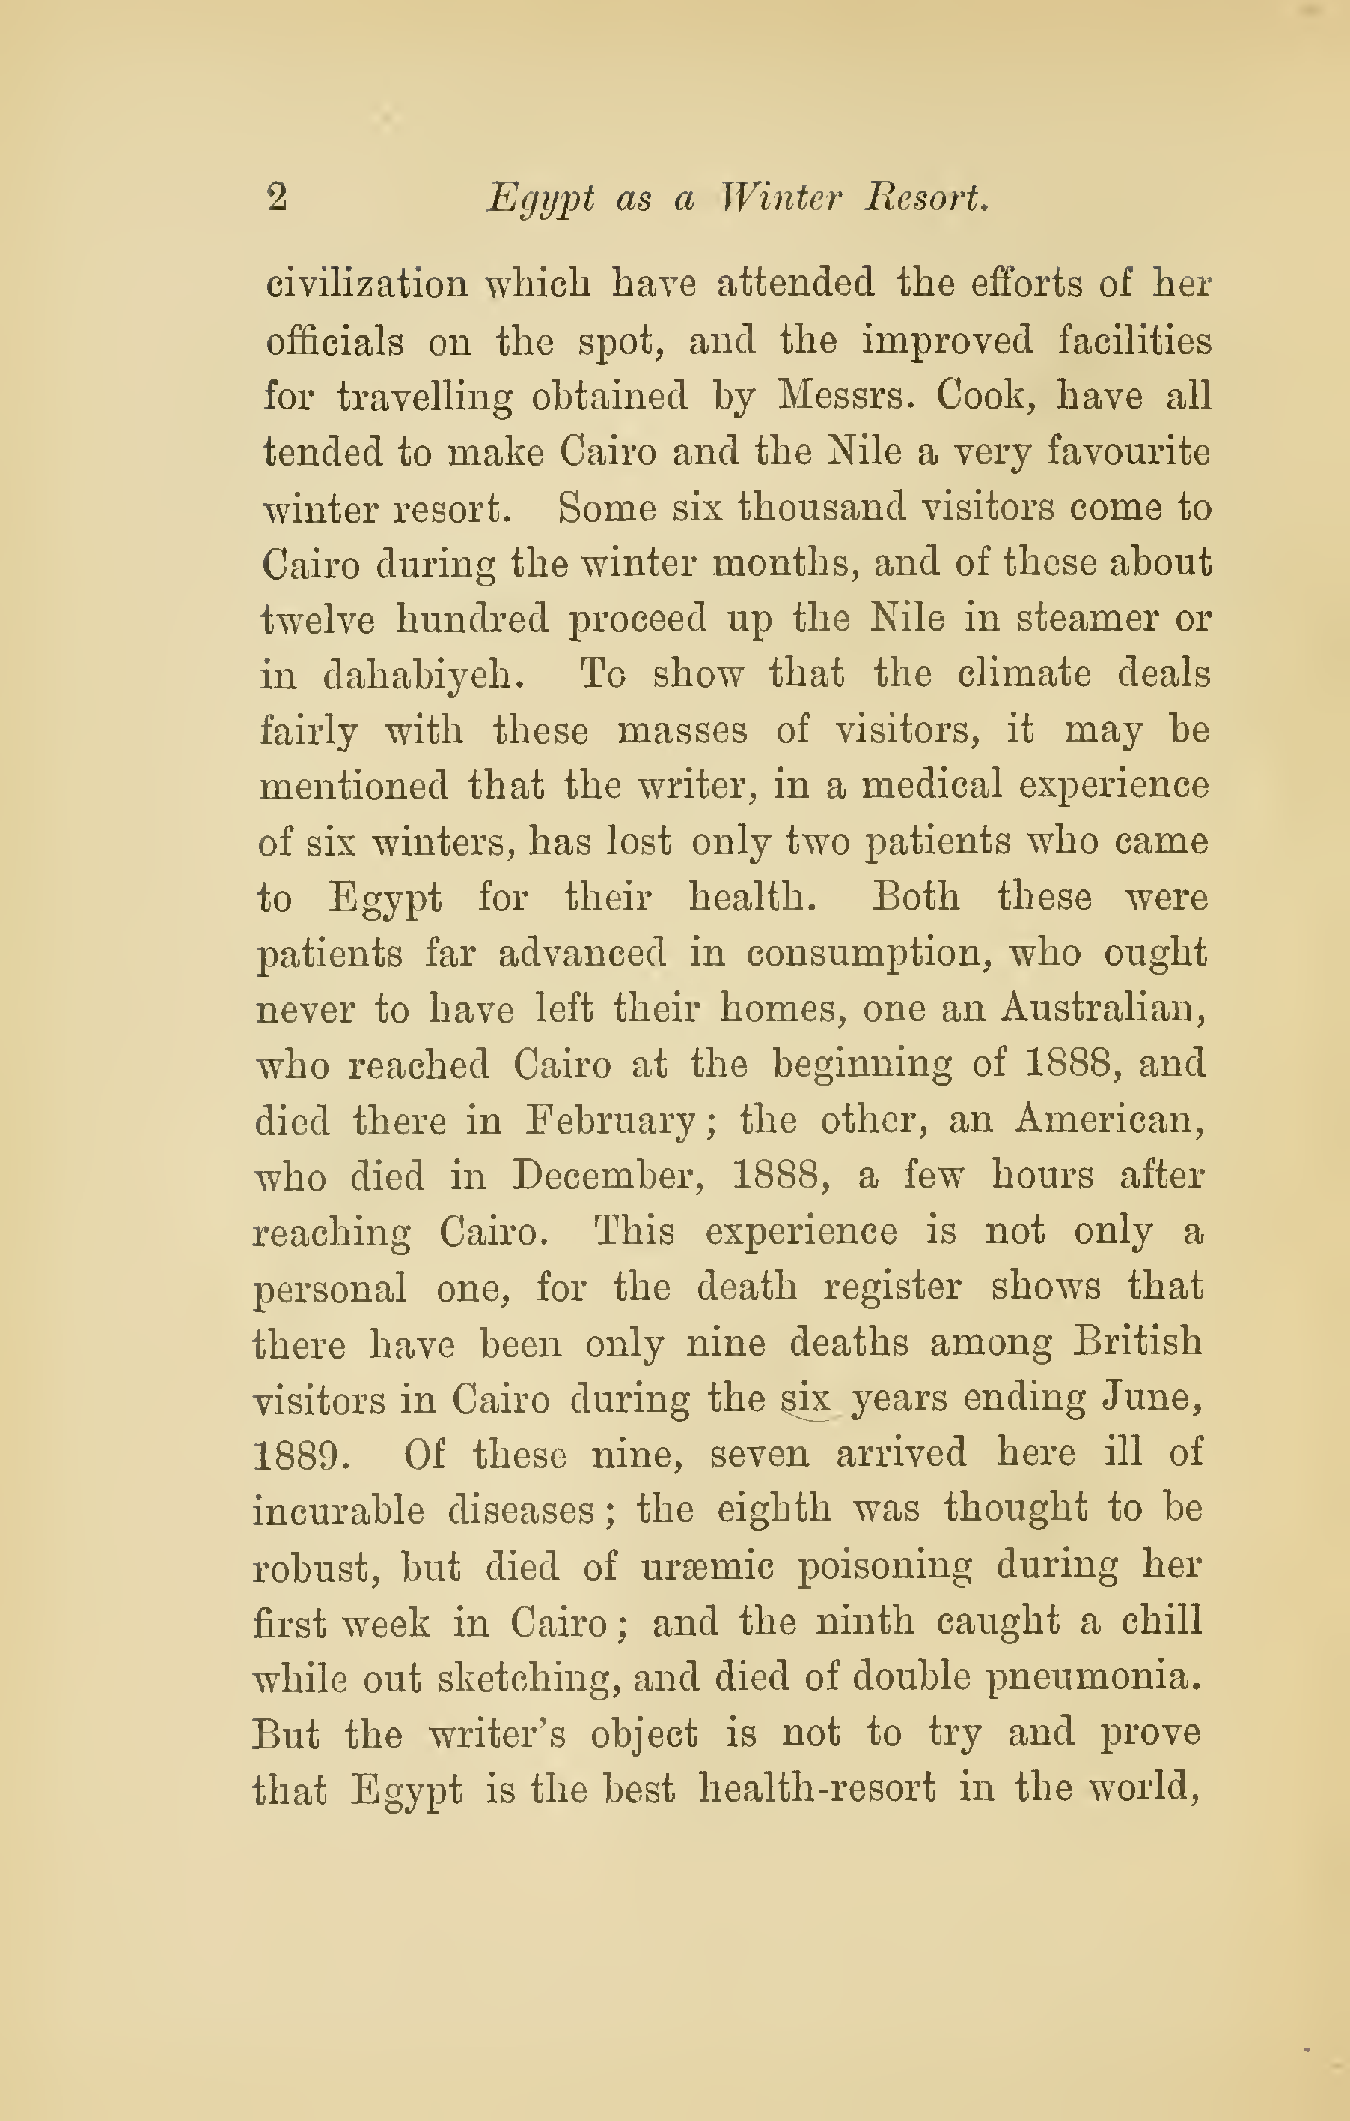 2 Egypt as a Winter Resort.
civilization which have attended the efforts of her
officials on the spot, and the improved facilities
for travelling obtained by Messrs. Cook, have all
tended to make Cairo and the Nile a very favourite
winter resort. Some six thousand visitors come to
Cairo during the winter months, and of these about
twelve hundred proceed up the Nile in steamer or
in dahabiyeh. To show that the climate deals
fairly with these masses of visitors, it may be
mentioned that the writer, in a medical experience
of six winters, has lost only two patients who came
to Egypt for their health. Both these were
patients far advanced in consumption, who ought
never to have left their homes, one an Australian,
who reached Cairo at the beginning of 1888, and
died there in February; the other, an American,
who died in December, 1888, a few hours after
reaching Cairo. This experience is not only a
personal one, for the death register shows that
there have been only nine deaths among British
visitors in Cairo during the six years ending June,
1889. Of these nine, seven arrived here ill of
incurable diseases; the eighth was thought to be
robust, but died of uræmic poisoning during her
first week in Cairo; and the ninth caught a chill
while out sketching, and died of double pneumonia.
But the writer's object is not to try and prove
that Egypt is the best health-resort in the world,